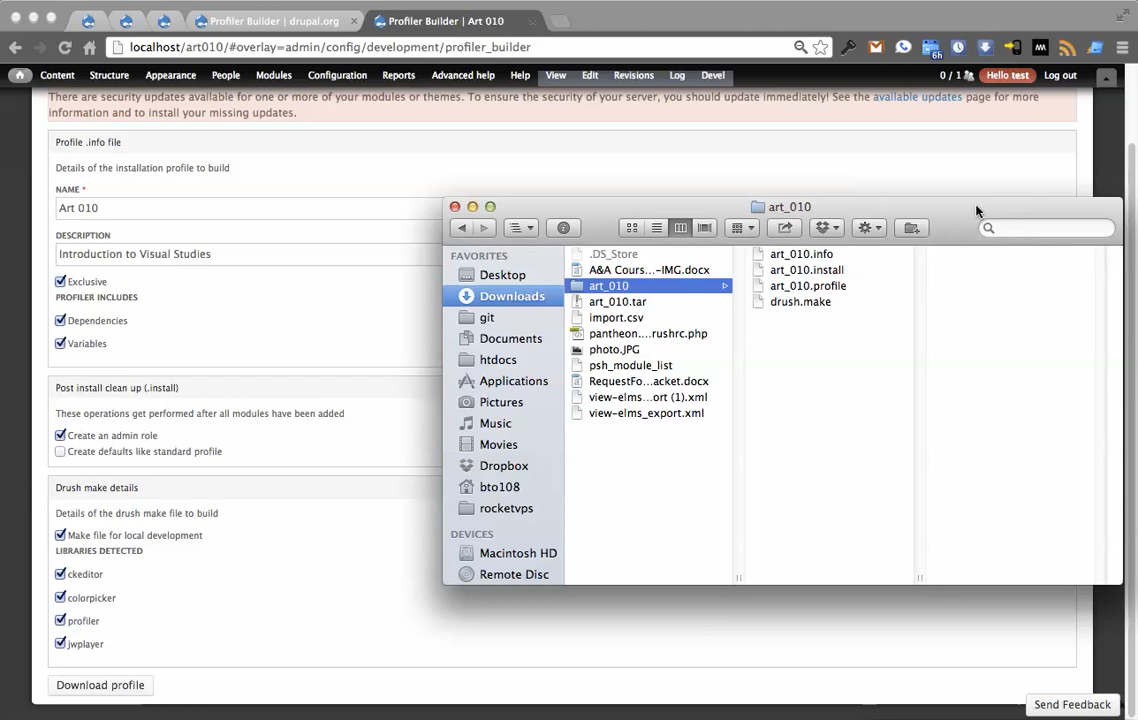 Profiler Builder | drupal.org
Profiler Builder | Art 010
localhost/art010/#overlay=admin/config/development/profiler_builder
6h
Content Structure Appearance People Modules Configuration Reports Advanced help Help View Edit Revisions Log Devel 0 / 1 Hello test Log out
There are security updates available for one or more of your modules or themes. To ensure the security of your server, you should update immediately! See the available updates page for more
information and to install your missing updates.
Profile .info file
Details of the installation profile to build
NAME *
Art 010
DESCRIPTION
Introduction to Visual Studies
Exclusive
PROFILER INCLUDES
Dependencies
Variables
Post install clean up (.install)
These operations get performed after all modules have been added
Create an admin role
Create defaults like standard profile
Drush make details
Details of the drush make file to build
Make file for local development
LIBRARIES DETECTED
ckeditor
colorpicker
profiler
jwplayer
Download profile
art_010
FAVORITES
Desktop
Downloads
git
Documents
htdocs
Applications
Pictures
Music
Movies
Dropbox
bto108
rocketvps
DEVICES
Macintosh HD
Remote Disc
.DS_Store
A&A Cours...-IMG.docx
art_010
art_010.tar
import.csv
pantheon....rushrc.php
photo.JPG
psh_module_list
RequestFo...acket.docx
view-elms...ort (1).xml
view-elms_export.xml
art_010.info
art_010.install
art_010.profile
drush.make
Send Feedback